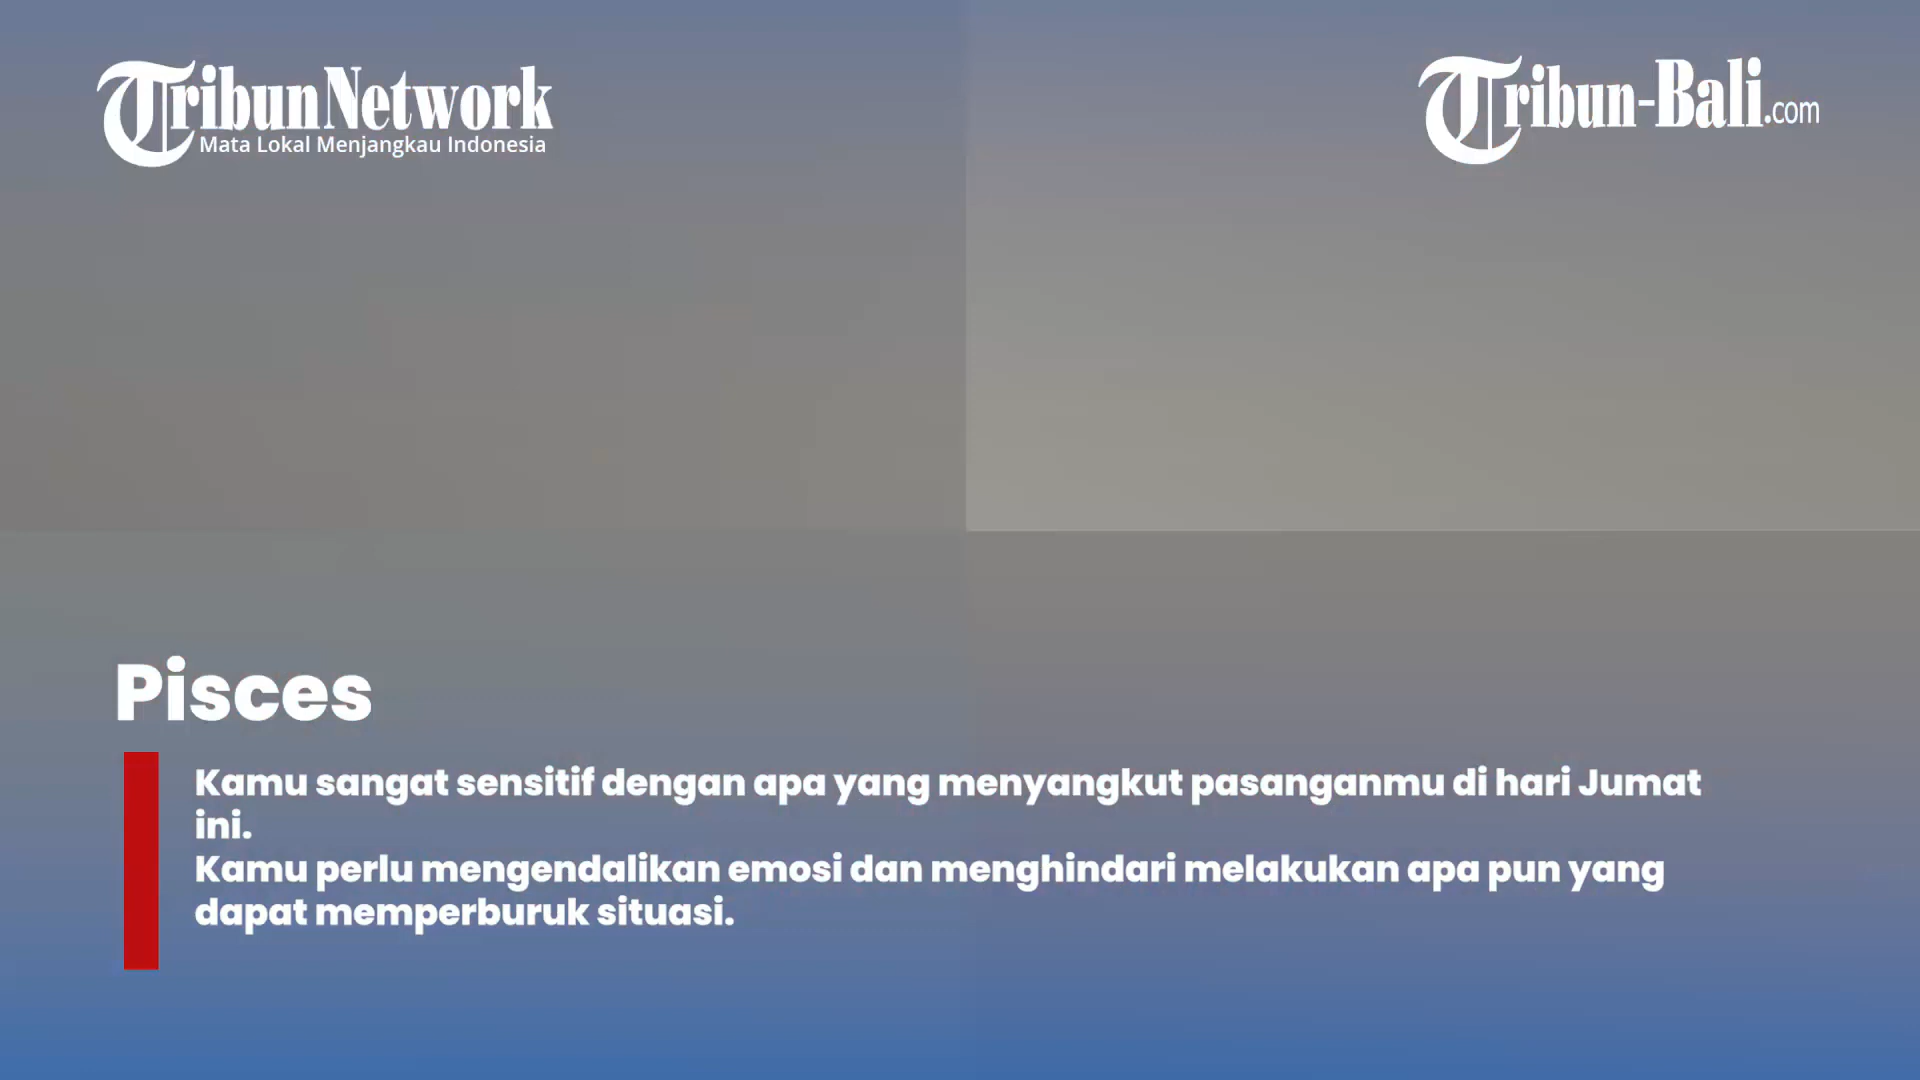 TribunNetwork
Mata Lokal Menjangkau Indonesia
Tribun-Bali.com
Pisces
Kamu sangat sensitif dengan apa yang menyangkut pasanganmu di hari Jumat
ini.
Kamu perlu mengendalikan emosi dan menghindari melakukan apa pun yang
dapat memperburuk situasi.